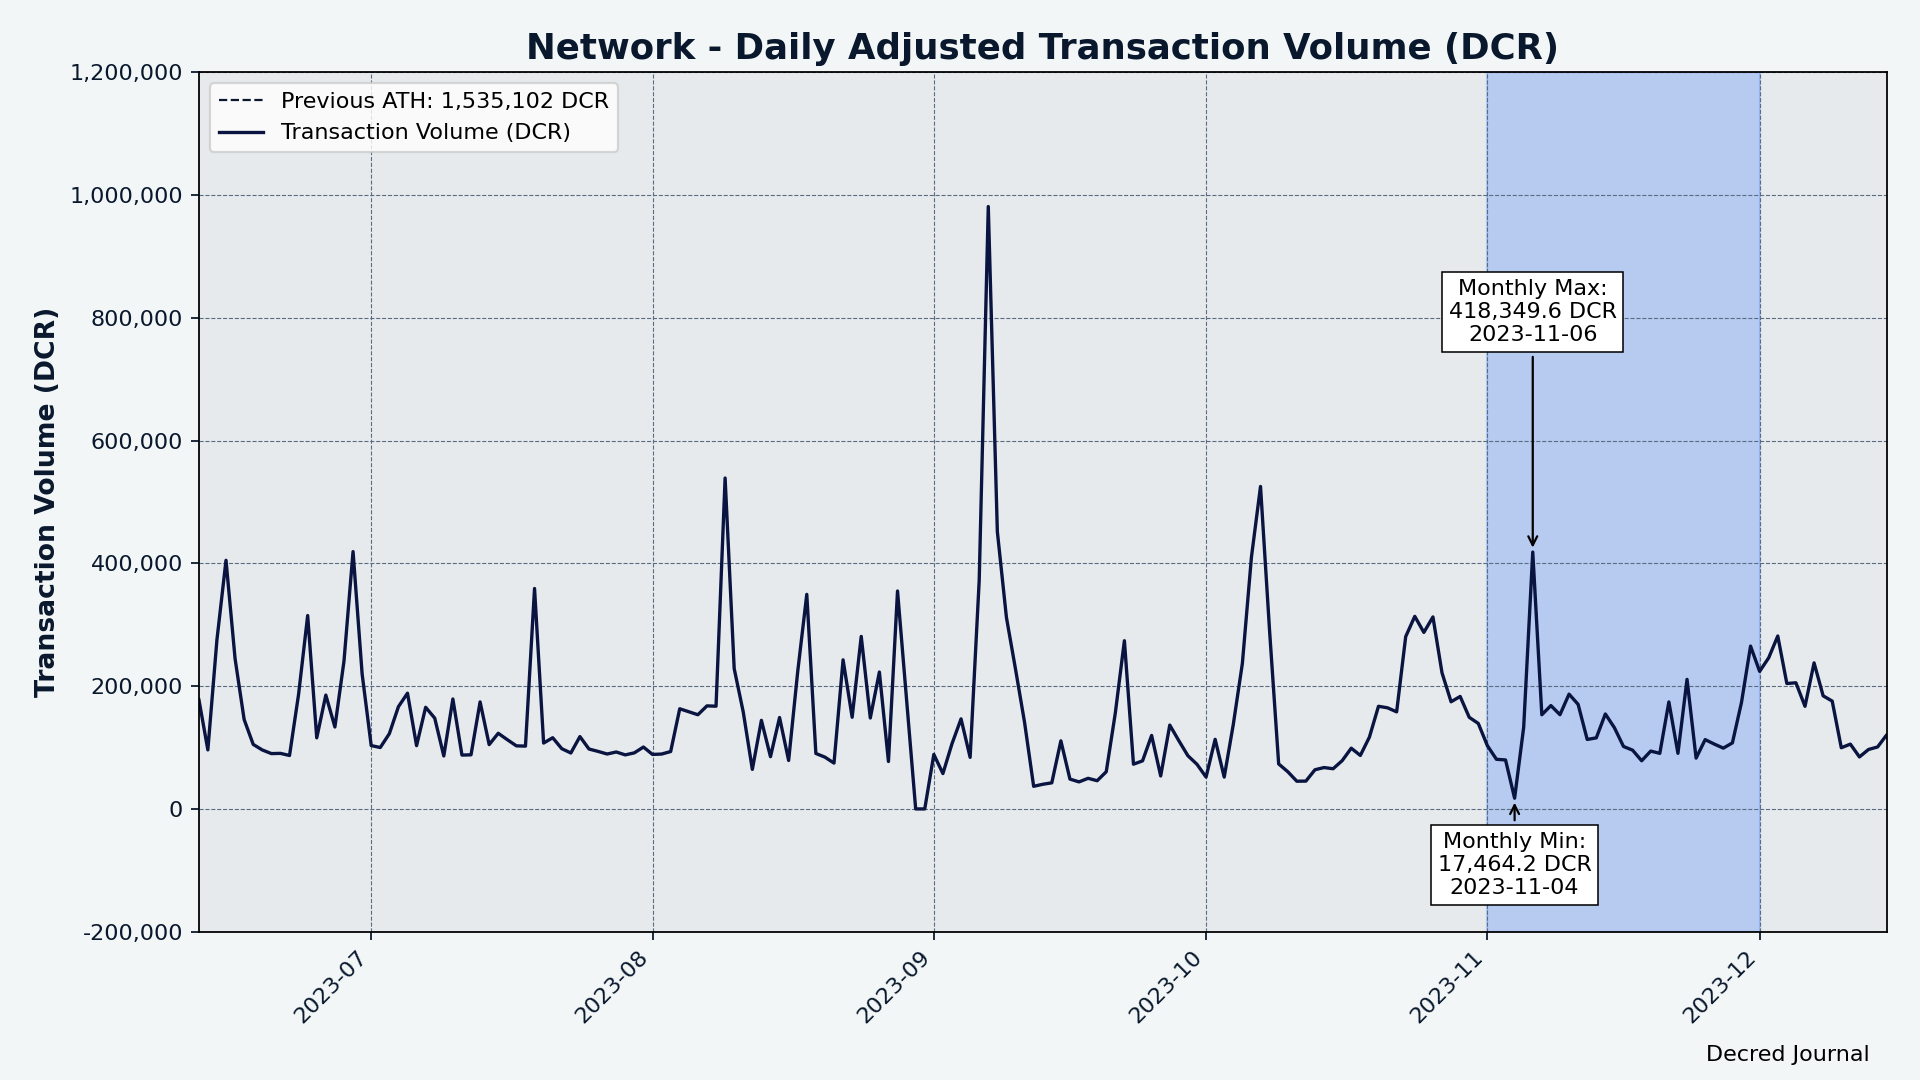 Network - Daily Adjusted Transaction Volume (DCR)
Previous ATH: 1,535,102 DCR
Transaction Volume (DCR)
Transaction Volume (DCR)
1,200,000
1,000,000
800,000
600,000
400,000
200,000
0
-200,000
Monthly Max:
418,349.6 DCR
2023-11-06
Monthly Min:
17,464.2 DCR
2023-11-04
2023-07
2023-08
2023-09
2023-10
2023-11
2023-12
Decred Journal